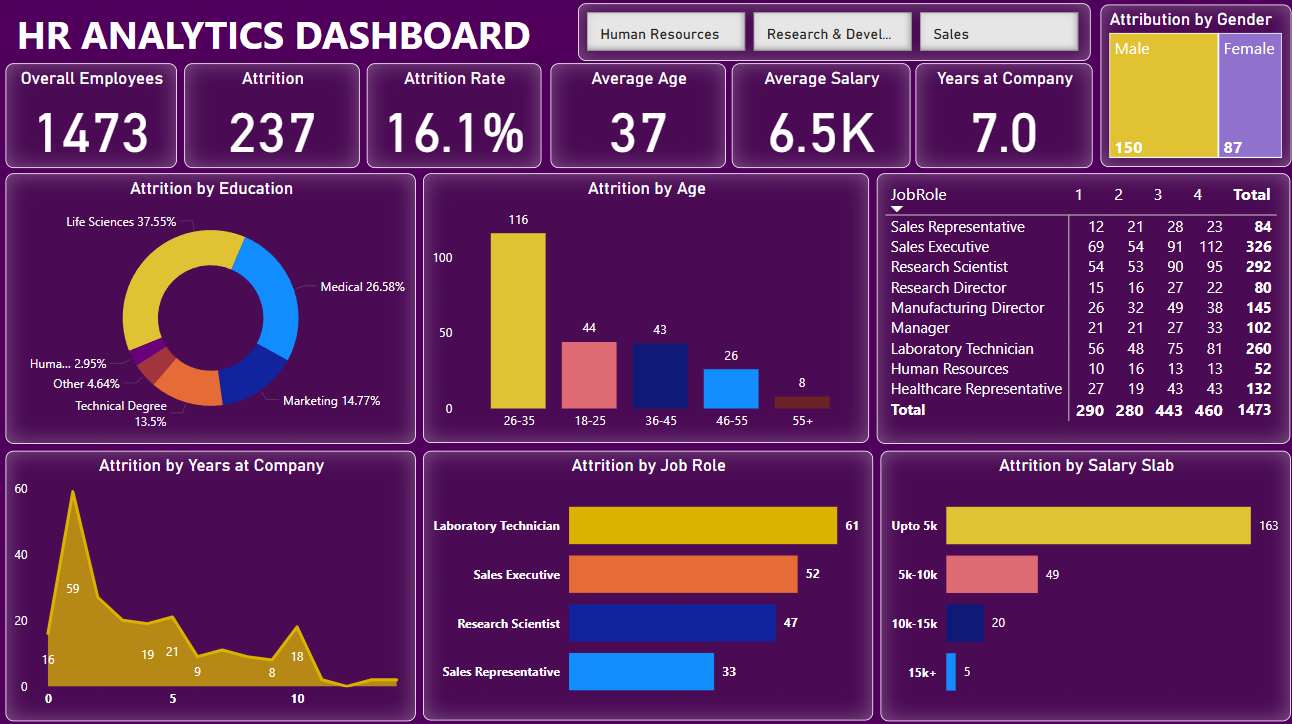 HR ANALYTICS DASHBOARD
Human Resources
Research & Devel...
Sales
Attribution by Gender
Male
Female
150
87
Overall Employees
1473
Attrition
237
Attrition Rate
16.1%
Average Age
37
Average Salary
6.5K
Years at Company
7.0
Attrition by Education
Life Sciences 37.55%
Medical 26.58%
Huma... 2.95%
Other 4.64%
Technical Degree
13.5%
Marketing 14.77%
Attrition by Age
116
100
44
43
50
26
8
0
26-35 18-25 36-45 46-55 55+
JobRole 1 2 3 4 Total
Sales Representative 12 21 28 23 84
Sales Executive 69 54 91 112 326
Research Scientist 54 53 90 95 292
Research Director 15 16 27 22 80
Manufacturing Director 26 32 49 38 145
Manager 21 21 27 33 102
Laboratory Technician 56 48 75 81 260
Human Resources 10 16 13 13 52
Healthcare Representative 27 19 43 43 132
Total 290 280 443 460 1473
Attrition by Years at Company
60
40
59
20
16
19
21
9
8
18
0
0 5 10
Attrition by Job Role
Laboratory Technician 61
Sales Executive 52
Research Scientist 47
Sales Representative 33
Attrition by Salary Slab
Upto 5k 163
5k-10k 49
10k-15k 20
15k+ 5